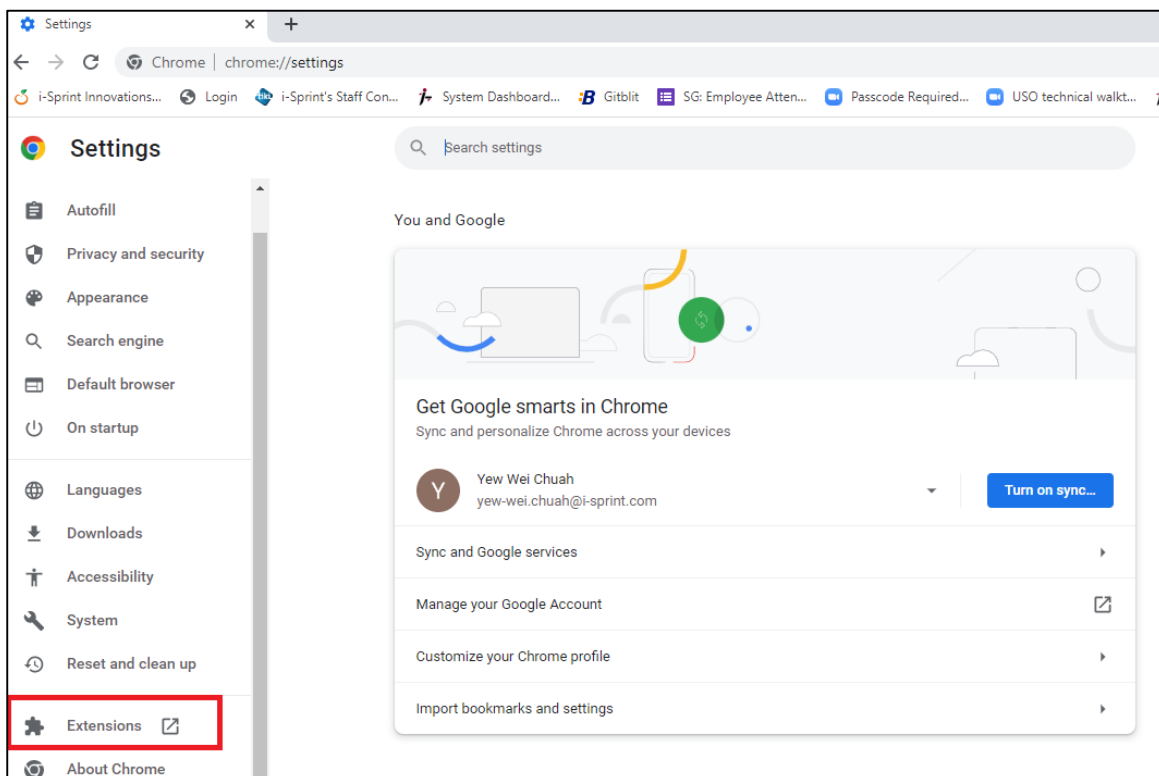 Settings
Chrome | chrome://settings
i-Sprint Innovations... Login i-Sprint's Staff Con... System Dashboard... Gitblit SG: Employee Atten... Passcode Required... USO technical walkt...
Settings
Search settings
Autofill
You and Google
Privacy and security
Appearance
Search engine
Default browser
On startup
Languages
Downloads
Accessibility
System
Reset and clean up
Extensions
About Chrome
Get Google smarts in Chrome
Sync and personalize Chrome across your devices
Y
Yew Wei Chuah
yew-wei.chuah@i-sprint.com
Turn on sync...
Sync and Google services
Manage your Google Account
Customize your Chrome profile
Import bookmarks and settings